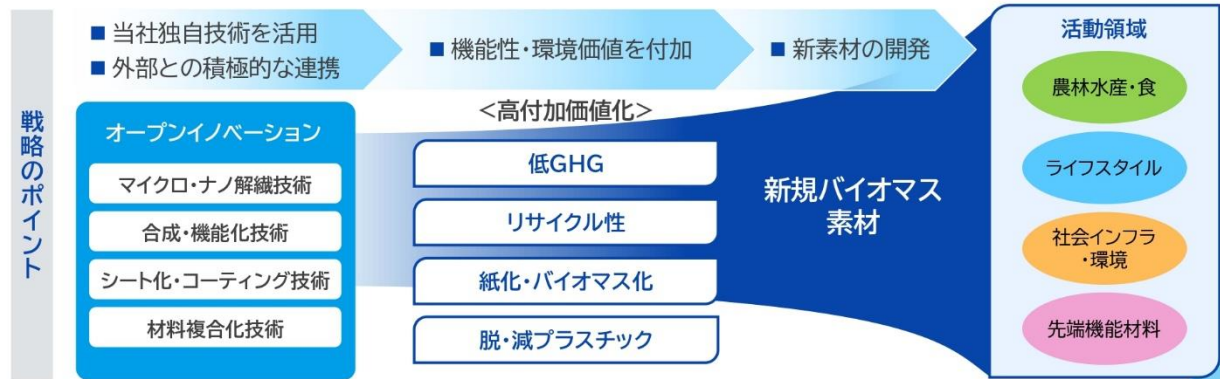 戦略のポイント
■ 当社独自技術を活用
■ 外部との積極的な連携
■ 機能性・環境価値を付加
■ 新素材の開発
オープンイノベーション
マイクロ・ナノ解繊技術
合成・機能化技術
シート化・コーティング技術
材料複合化技術
<高付加価値化>
低GHG
リサイクル性
紙化・バイオマス化
脱・減プラスチック
新規バイオマス
素材
活動領域
農林水産・食
ライフスタイル
社会インフラ
・環境
先端機能材料